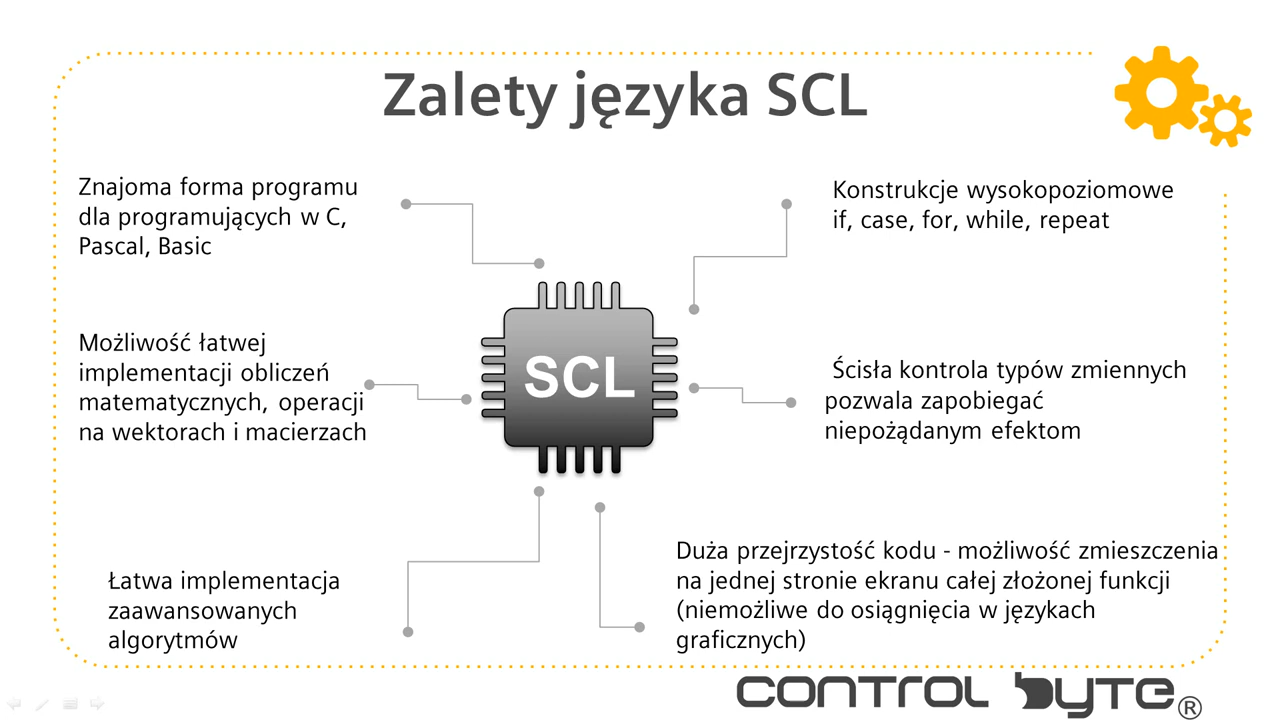 Zalety języka SCL
Znajoma forma programu
dla programujących w C,
Pascal, Basic
Konstrukcje wysokopoziomowe
if, case, for, while, repeat
Możliwość łatwej
implementacji obliczeń
matematycznych, operacji
na wektorach i macierzach
SCL
Ścisła kontrola typów zmiennych
pozwala zapobiegać
niepożądanym efektom
Łatwa implementacja
zaawansowanych
algorytmów
Duża przejrzystość kodu - możliwość zmieszczenia
na jednej stronie ekranu całej złożonej funkcji
(niemożliwe do osiągnięcia w językach
graficznych)
CONTROL BYTE®